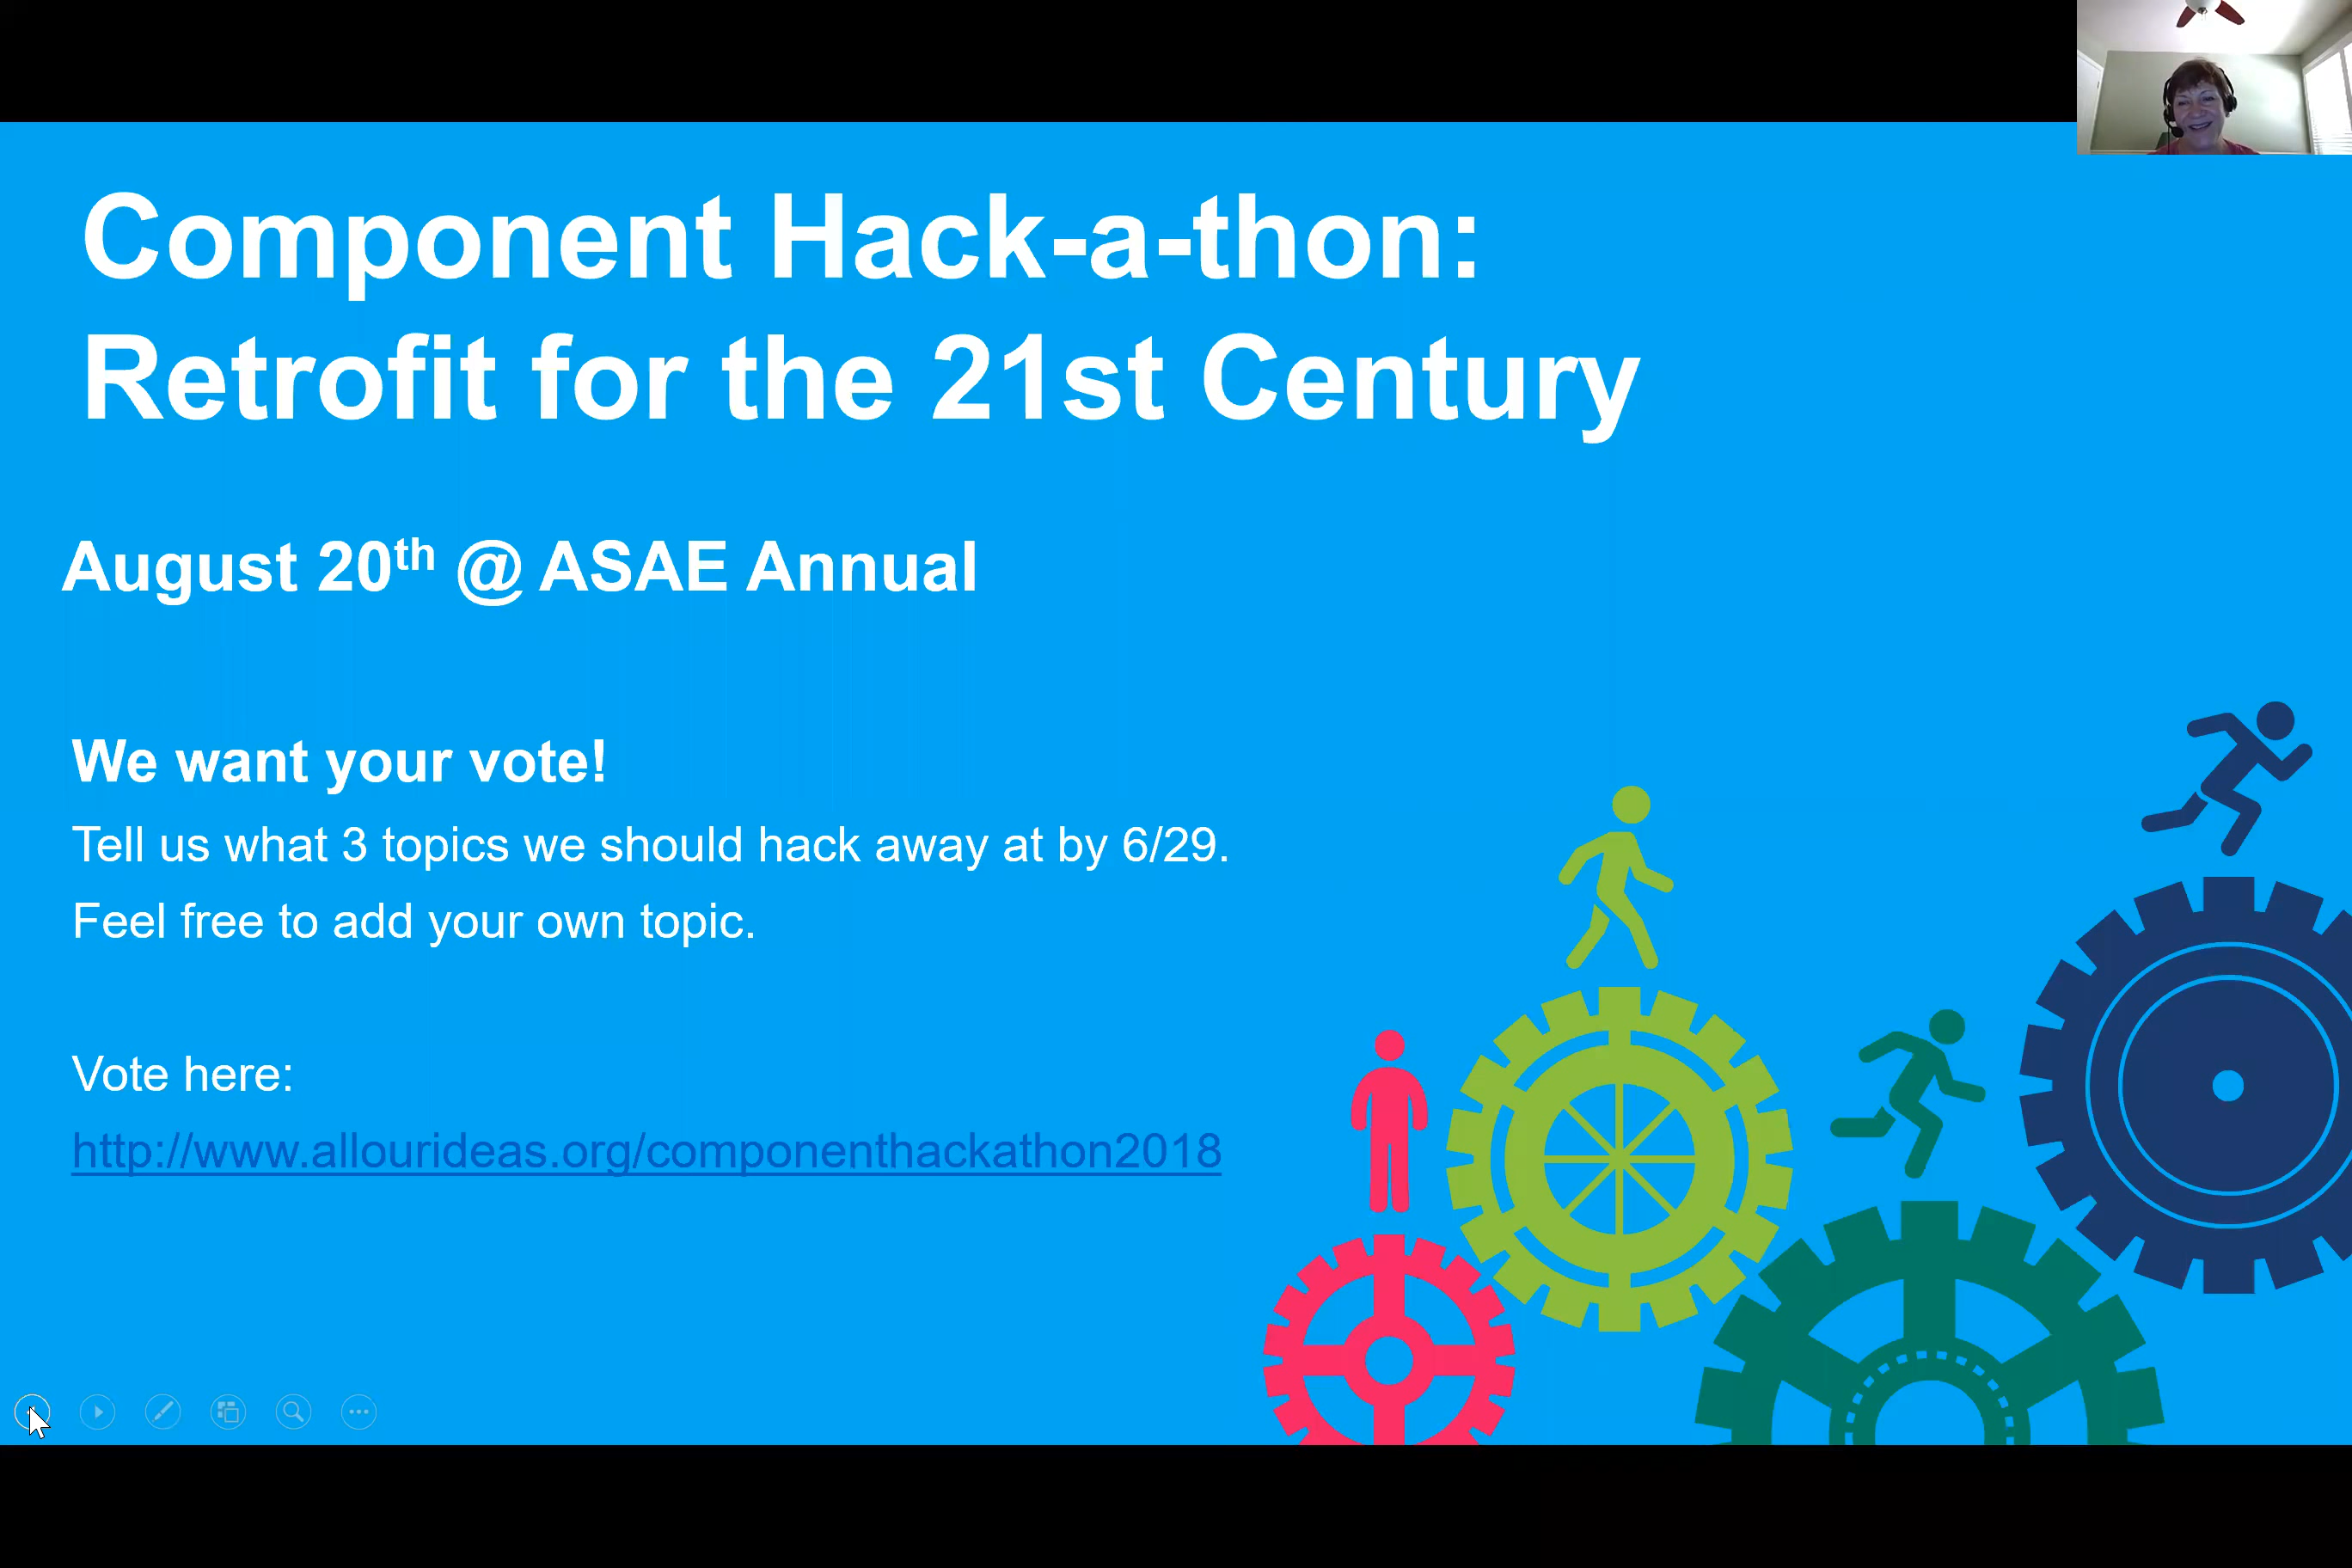 Component Hack-a-thon:
Retrofit for the 21st Century
August 20th @ ASAE Annual
We want your vote!
Tell us what 3 topics we should hack away at by 6/29.
Feel free to add your own topic.
Vote here:
http://www.allourideas.org/componenthackathon2018